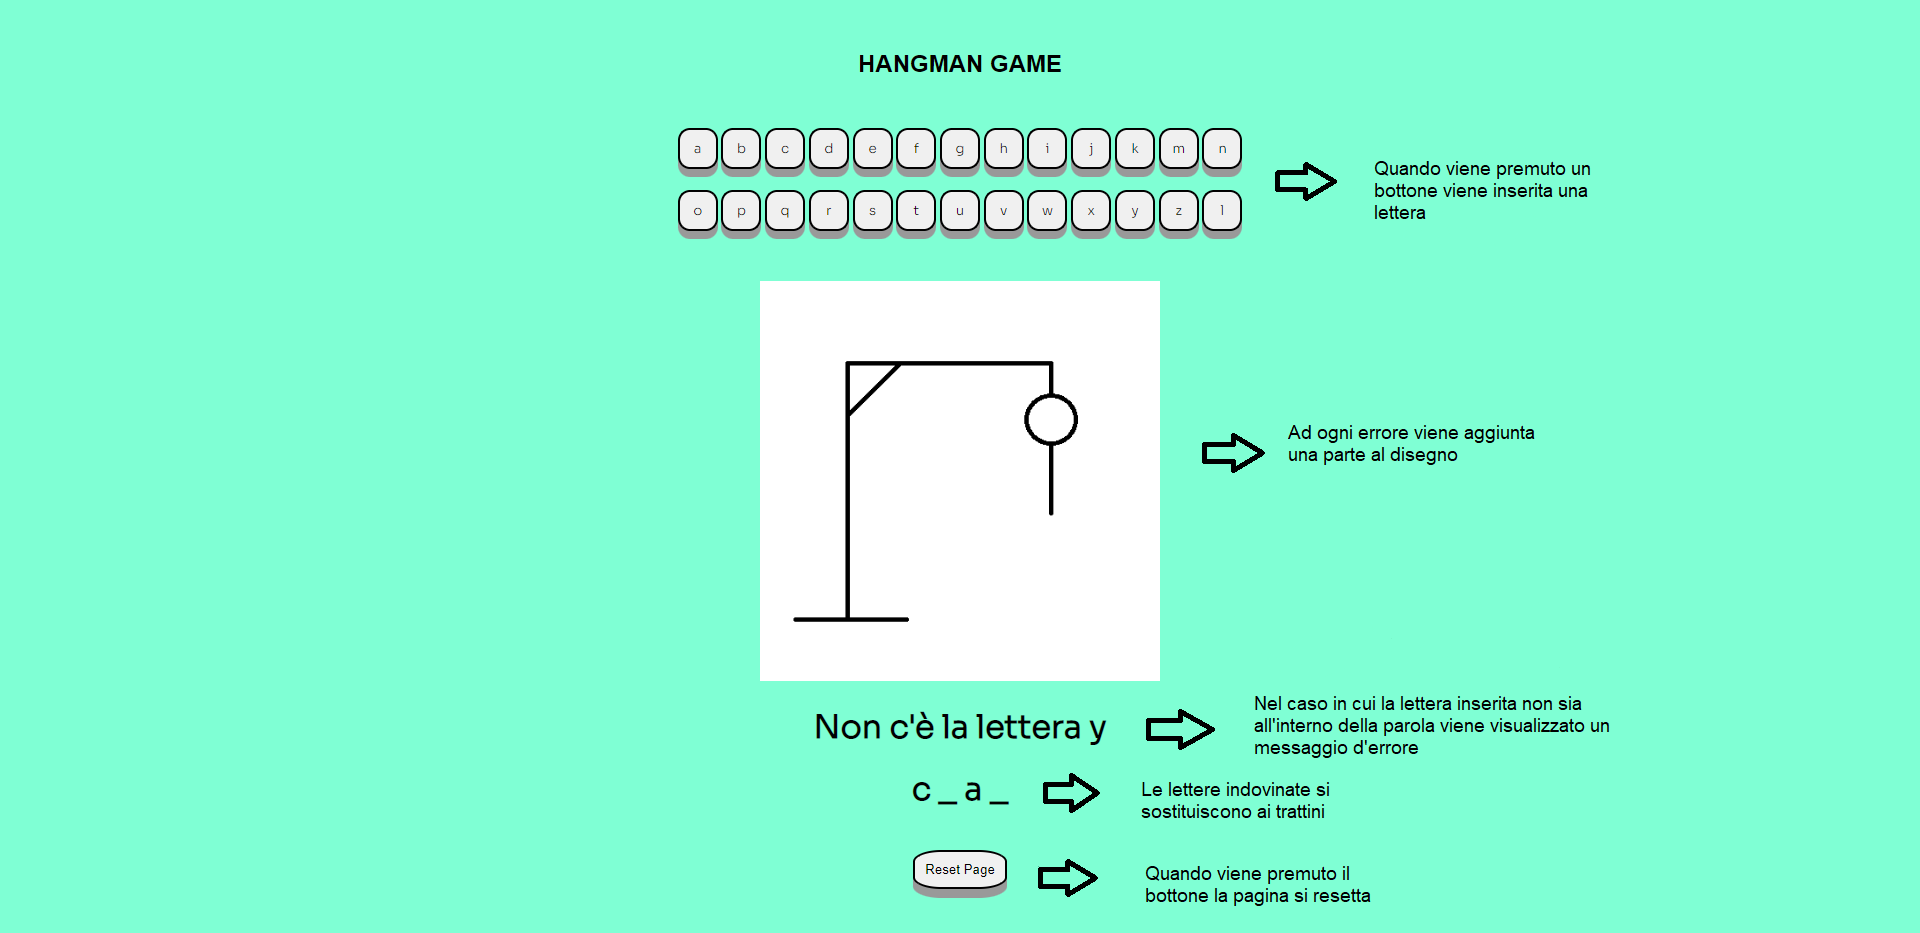 HANGMAN GAME
a b c d e f g h i j k m n
o p q r s t u v w x y z l
Quando viene premuto un
bottone viene inserita una
lettera
Ad ogni errore viene aggiunta
una parte al disegno
Non c'è la lettera y
Nel caso in cui la lettera inserita non sia
all'interno della parola viene visualizzato un
messaggio d'errore
c _ a _
Le lettere indovinate si
sostituiscono ai trattini
Reset Page
Quando viene premuto il
bottone la pagina si resetta